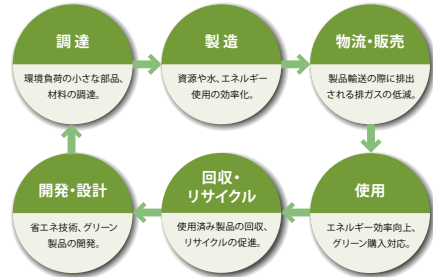 調達
環境負荷の小さな部品、
材料の調達。
製造
資源や水、エネルギー
使用の効率化。
物流・販売
製品輸送の際に排出
される排ガスの低減。
開発・設計
省エネ技術、グリーン
製品の開発。
回収・
リサイクル
使用済み製品の回収、
リサイクルの促進。
使用
エネルギー効率向上、
グリーン購入対応。